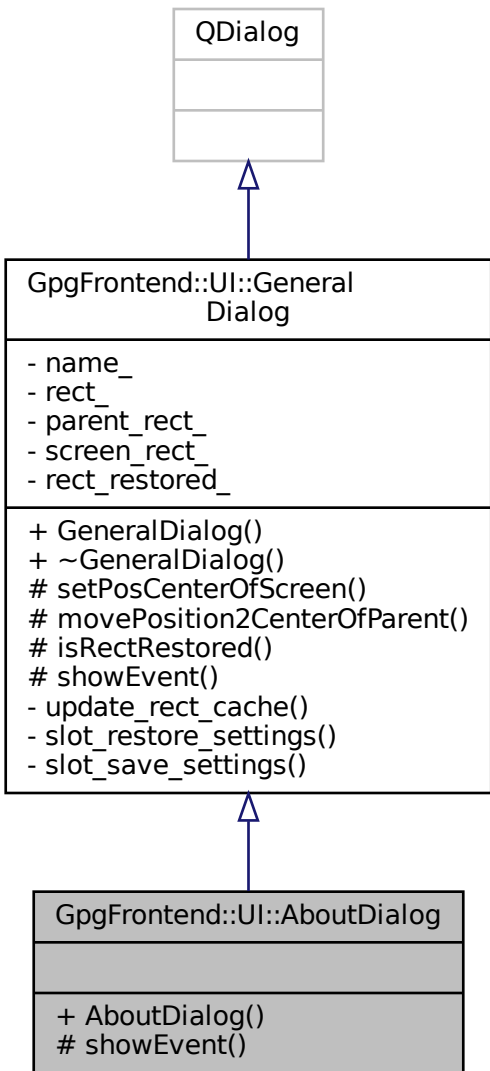 QDialog
GpgFrontend::UI::General
Dialog
- name_
- rect_
- parent_rect_
- screen_rect_
- rect_restored_
+ GeneralDialog()
+ ~GeneralDialog()
# setPosCenterOfScreen()
# movePosition2CenterOfParent()
# isRectRestored()
# showEvent()
- update_rect_cache()
- slot_restore_settings()
- slot_save_settings()
GpgFrontend::UI::AboutDialog
+ AboutDialog()
# showEvent()